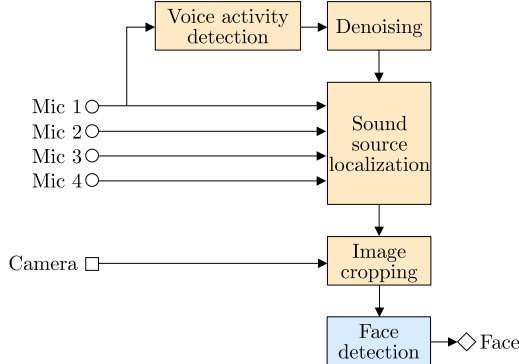 Voice activity
detection
Denoising
Mic 1
Mic 2
Mic 3
Mic 4
Sound
source
localization
Camera
Image
cropping
Face
detection
Face